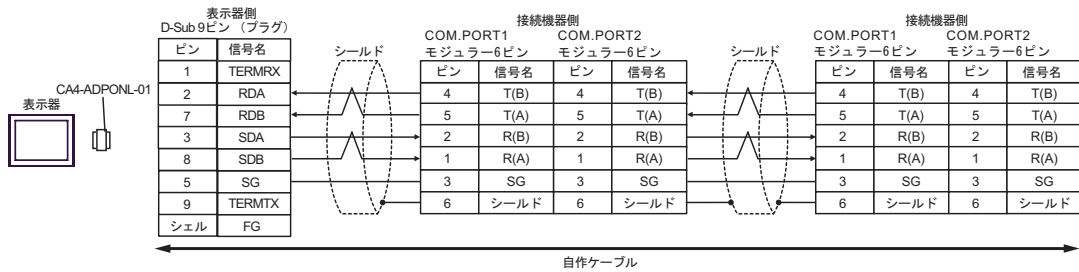 表示器側
D-Sub 9ピン （プラグ）
ピン 信号名
1 TERMRX
2 RDA
7 RDB
3 SDA
8 SDB
5 SG
9 TERMTX
シェル FG
CA4-ADPONL-01
表示器
シールド
接続機器側
COM.PORT1 COM.PORT2
モジュラー6ピン モジュラー6ピン
ピン 信号名 ピン 信号名
4 T(B) 4 T(B)
5 T(A) 5 T(A)
2 R(B) 2 R(B)
1 R(A) 1 R(A)
3 SG 3 SG
6 シールド 6 シールド
シールド
接続機器側
COM.PORT1 COM.PORT2
モジュラー6ピン モジュラー6ピン
ピン 信号名 ピン 信号名
4 T(B) 4 T(B)
5 T(A) 5 T(A)
2 R(B) 2 R(B)
1 R(A) 1 R(A)
3 SG 3 SG
6 シールド 6 シールド
自作ケーブル